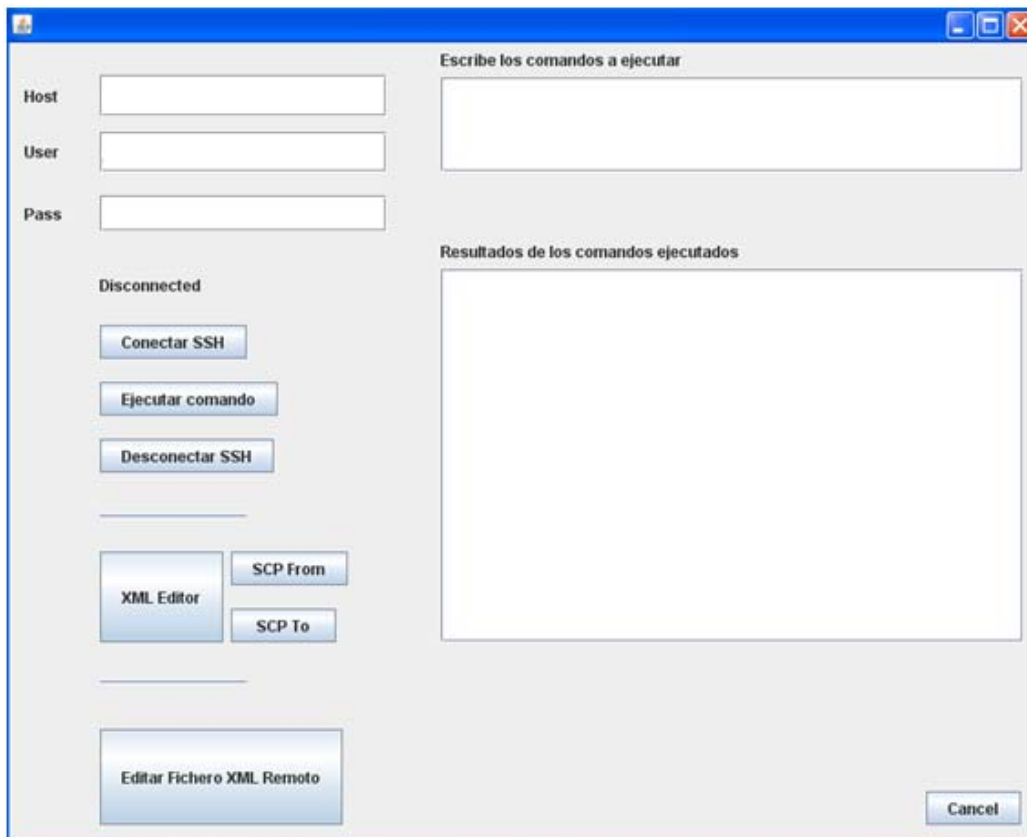 Host
User
Pass
Disconnected
Conectar SSH
Ejecutar comando
Desconectar SSH
XML Editor
SCP From
SCP To
Editar Fichero XML Remoto
Escribe los comandos a ejecutar
Resultados de los comandos ejecutados
Cancel